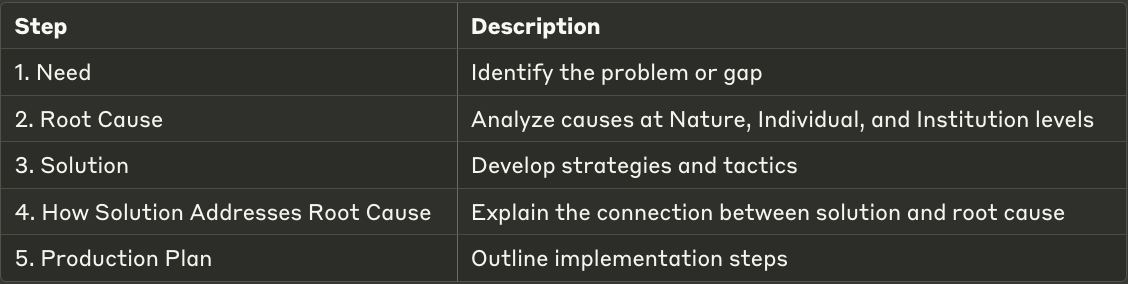 Step Description
1. Need Identify the problem or gap
2. Root Cause Analyze causes at Nature, Individual, and Institution levels
3. Solution Develop strategies and tactics
4. How Solution Addresses Root Cause Explain the connection between solution and root cause
5. Production Plan Outline implementation steps